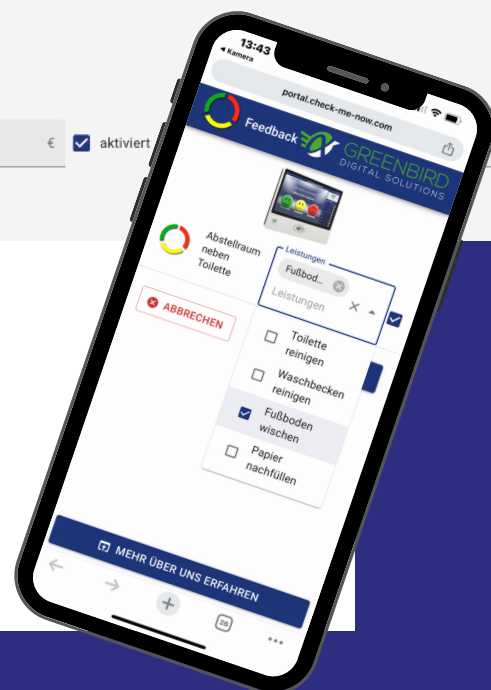 € aktiviert
13:43
◀ Kamera
portal.check-me-now.com
Feedback
GREENBIRD
DIGITAL SOLUTIONS
Abstellraum
neben
Toilette
Leistungen
Fußbod...
Leistungen
ABBRECHEN
Toilette
reinigen
Waschbecken
reinigen
Fußboden
wischen
Papier
nachfüllen
MEHR ÜBER UNS ERFAHREN
26